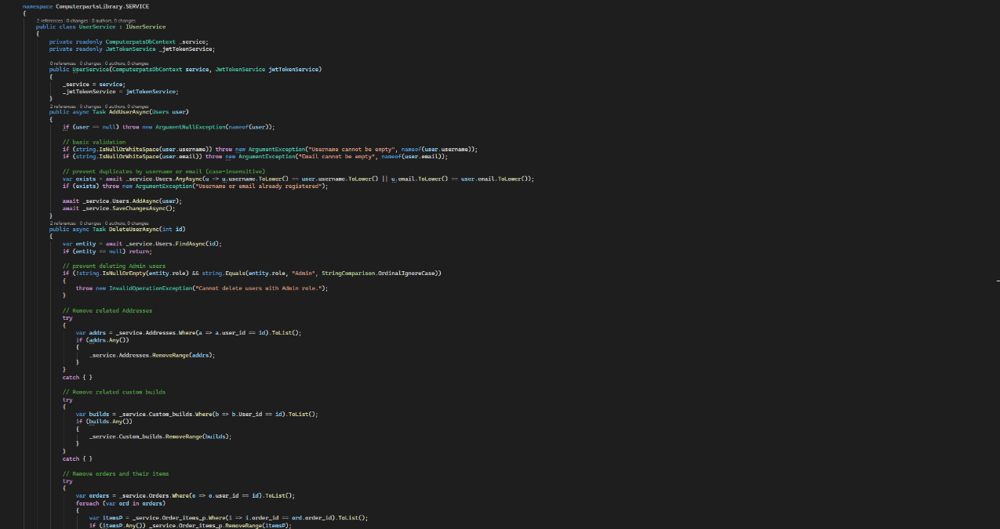 namespace ComputerpartsLibrary.SERVICE
{
2 references | 0 changes | 0 authors, 0 changes
public class UserService : IUserService
{
private readonly ComputerpatsDbContext _service;
private readonly JwtTokenService _jwtTokenService;
0 references | 0 changes | 0 authors, 0 changes
public UserService(ComputerpatsDbContext service, JwtTokenService jwtTokenService)
{
_service = service;
_jwtTokenService = jwtTokenService;
}
2 references | 0 changes | 0 authors, 0 changes
public async Task AddUserAsync(Users user)
{
if (user == null) throw new ArgumentNullException(nameof(user));
// basic validation
if (string.IsNullOrWhiteSpace(user.username)) throw new ArgumentException("Username cannot be empty", nameof(user.username));
if (string.IsNullOrWhiteSpace(user.email)) throw new ArgumentException("Email cannot be empty", nameof(user.email));
// prevent duplicates by username or email (case-insensitive)
var exists = await _service.Users.AnyAsync(u => u.username.ToLower() == user.username.ToLower() || u.email.ToLower() == user.email.ToLower());
if (exists) throw new ArgumentException("Username or email already registered");
await _service.Users.AddAsync(user);
await _service.SaveChangesAsync();
}
2 references | 0 changes | 0 authors, 0 changes
public async Task DeleteUserAsync(int id)
{
var entity = await _service.Users.FindAsync(id);
if (entity == null) return;
// prevent deleting Admin users
if (!string.IsNullOrEmpty(entity.role) && string.Equals(entity.role, "Admin", StringComparison.OrdinalIgnoreCase))
{
throw new InvalidOperationException("Cannot delete users with Admin role.");
}
// Remove related Addresses
try
{
var addrs = _service.Addresses.Where(a => a.user_id == id).ToList();
if (addrs.Any())
{
_service.Addresses.RemoveRange(addrs);
}
}
catch { }
// Remove related custom builds
try
{
var builds = _service.Custom_builds.Where(b => b.User_id == id).ToList();
if (builds.Any())
{
_service.Custom_builds.RemoveRange(builds);
}
}
catch { }
// Remove orders and their items
try
{
var orders = _service.Orders.Where(o => o.user_id == id).ToList();
foreach (var ord in orders)
{
var itemsP = _service.Order_items_p.Where(i => i.order_id == ord.order_id).ToList();
if (itemsP.Any()) _service.Order_items_p.RemoveRange(itemsP);